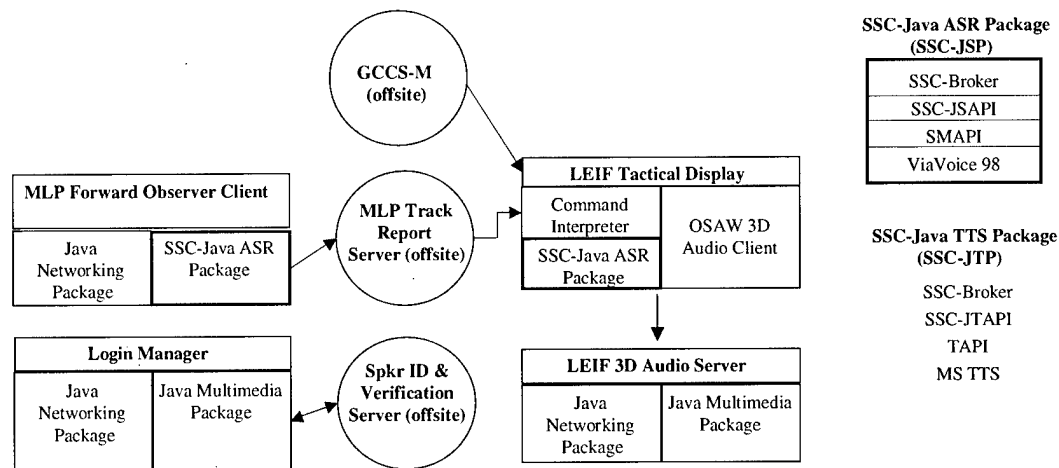 GCCS-M
(offsite)
MLP Forward Observer Client
Java
Networking
Package
SSC-Java ASR
Package
MLP Track
Report
Server (offsite)
LEIF Tactical Display
Command
Interpreter
SSC-Java ASR
Package
OSAW 3D
Audio Client
Login Manager
Java
Networking
Package
Java Multimedia
Package
Spkr ID &
Verification
Server (offsite)
LEIF 3D Audio Server
Java
Networking
Package
Java Multimedia
Package
SSC-Java ASR Package
(SSC-JSP)
SSC-Broker
SSC-JSAPI
SMAPI
ViaVoice 98
SSC-Java TTS Package
(SSC-JTP)
SSC-Broker
SSC-JTAPI
TAPI
MS TTS